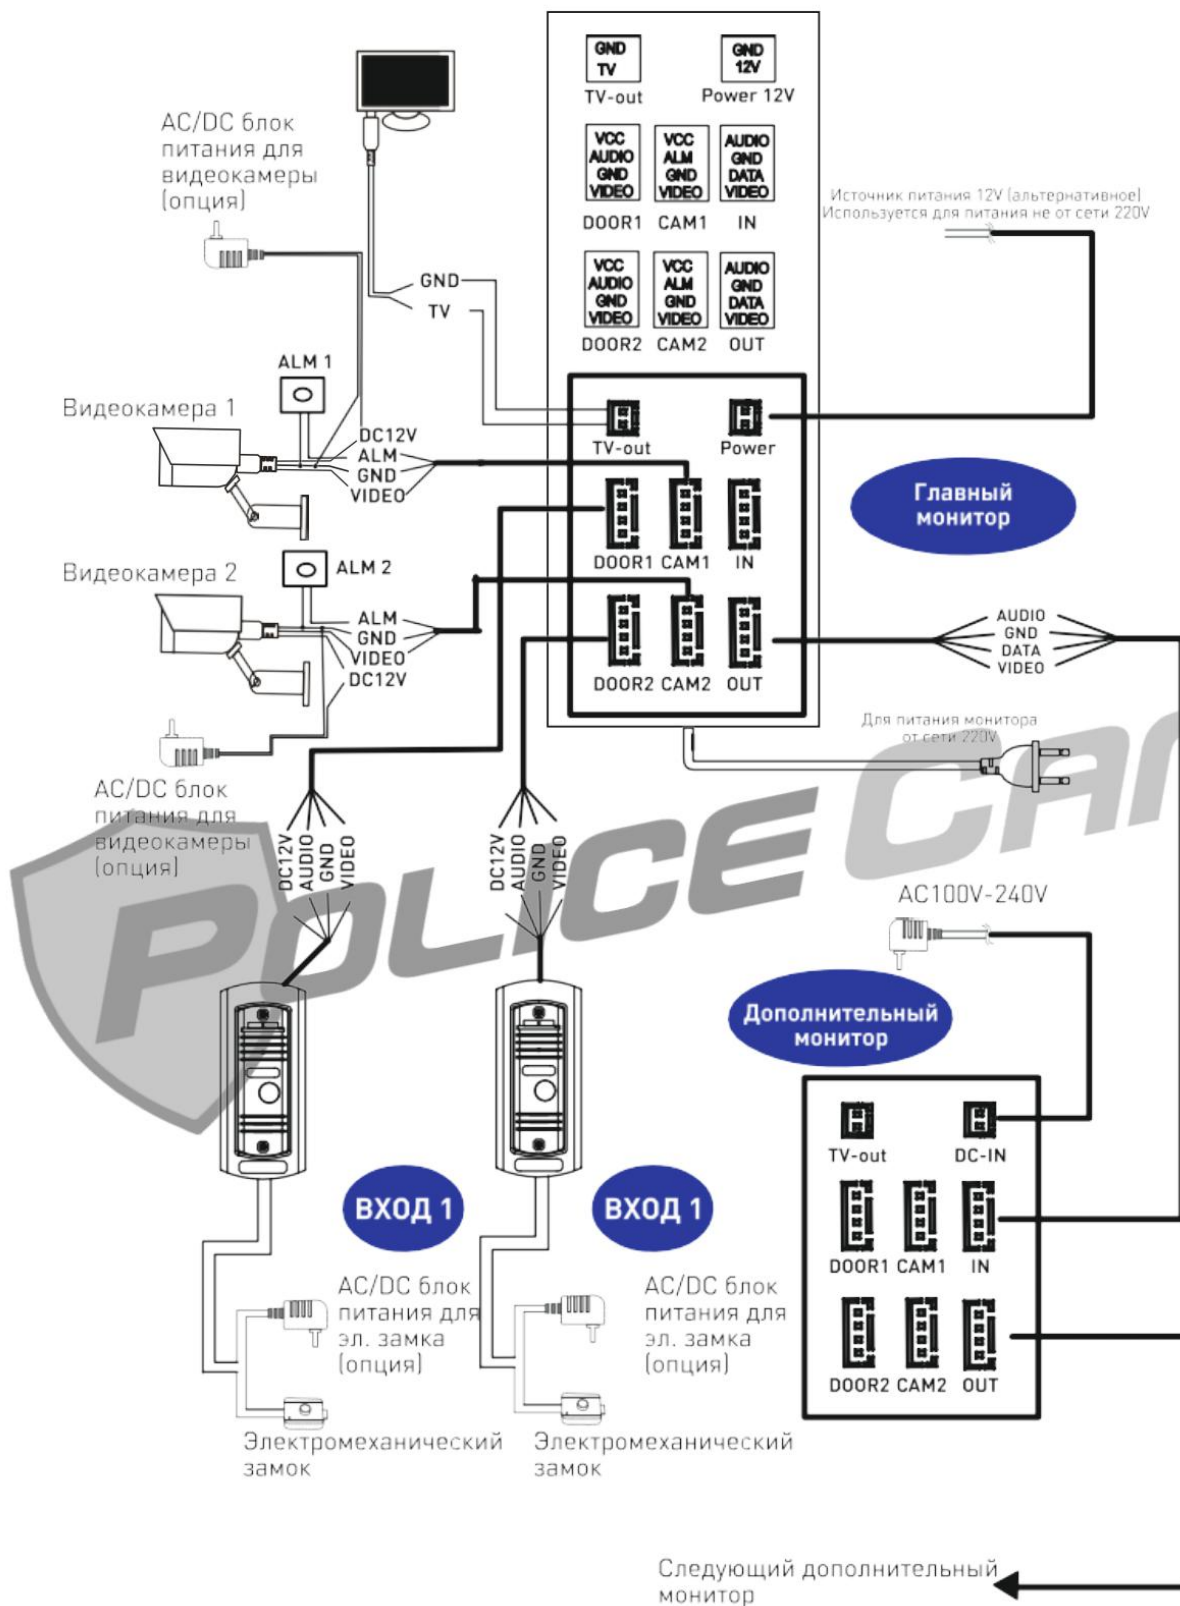 GND
TV
TV-out
GND
12V
Power 12V
AC/DC блок
питания для
видеокамеры
(опция)
VCC
AUDIO
GND
VIDEO
DOOR1
VCC
ALM
GND
VIDEO
CAM1
AUDIO
GND
DATA
VIDEO
IN
Источник питания 12V (альтернативное)
Используется для питания не от сети 220V
VCC
AUDIO
GND
VIDEO
DOOR2
VCC
ALM
GND
VIDEO
CAM2
AUDIO
GND
DATA
VIDEO
OUT
GND
TV
ALM 1
Видеокамера 1
DC12V
ALM
GND
VIDEO
TV-out
Power
Главный
монитор
DOOR1 CAM1 IN
ALM 2
Видеокамера 2
ALM
GND
VIDEO
DC12V
DOOR2 CAM2 OUT
AUDIO
GND
DATA
VIDEO
Для питания монитора
от сети 220V
AC/DC блок
питания для
видеокамеры
(опция)
DC12V
AUDIO
GND
VIDEO
DC12V
AUDIO
GND
VIDEO
POLICECAM
AC100V-240V
Дополнительный
монитор
TV-out
DC-IN
DOOR1 CAM1 IN
DOOR2 CAM2 OUT
ВХОД 1
ВХОД 1
AC/DC блок
питания для
эл. замка
(опция)
AC/DC блок
питания для
эл. замка
(опция)
Электромеханический
замок
Электромеханический
замок
Следующий дополнительный
монитор